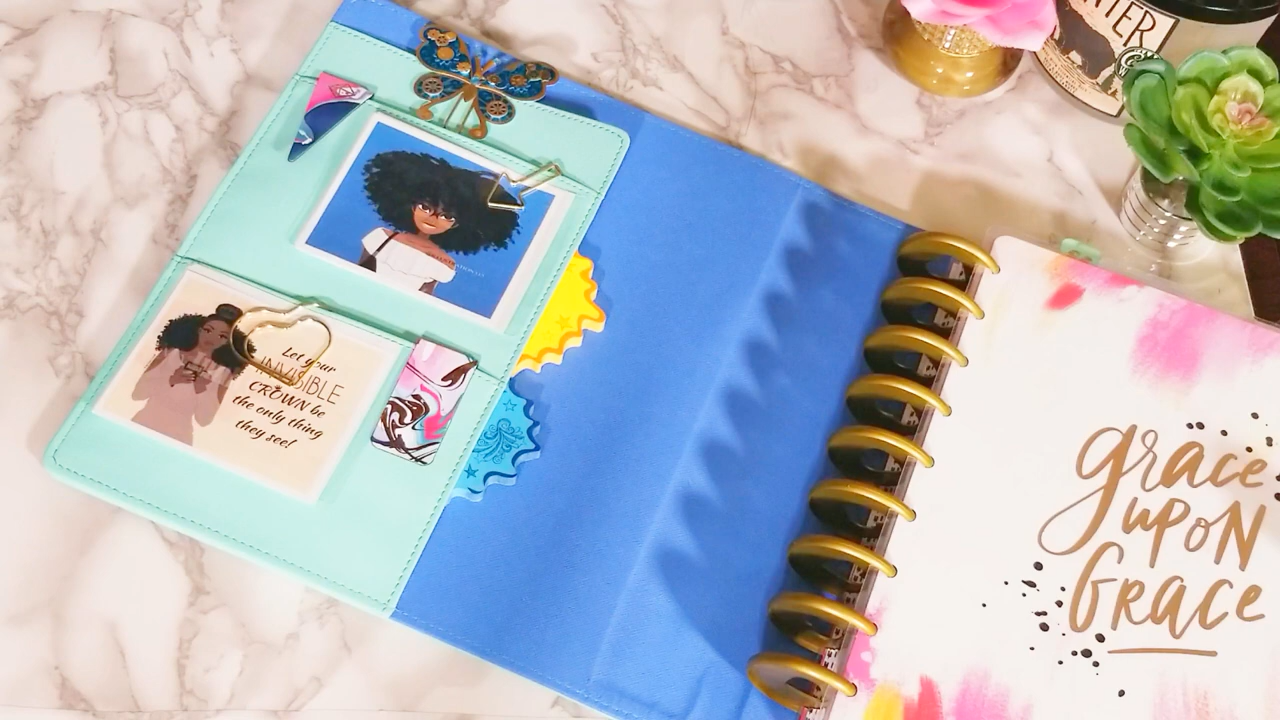 Let your
INVISIBLE
CROWN be
the only thing
they see!
grace
upon
Grace